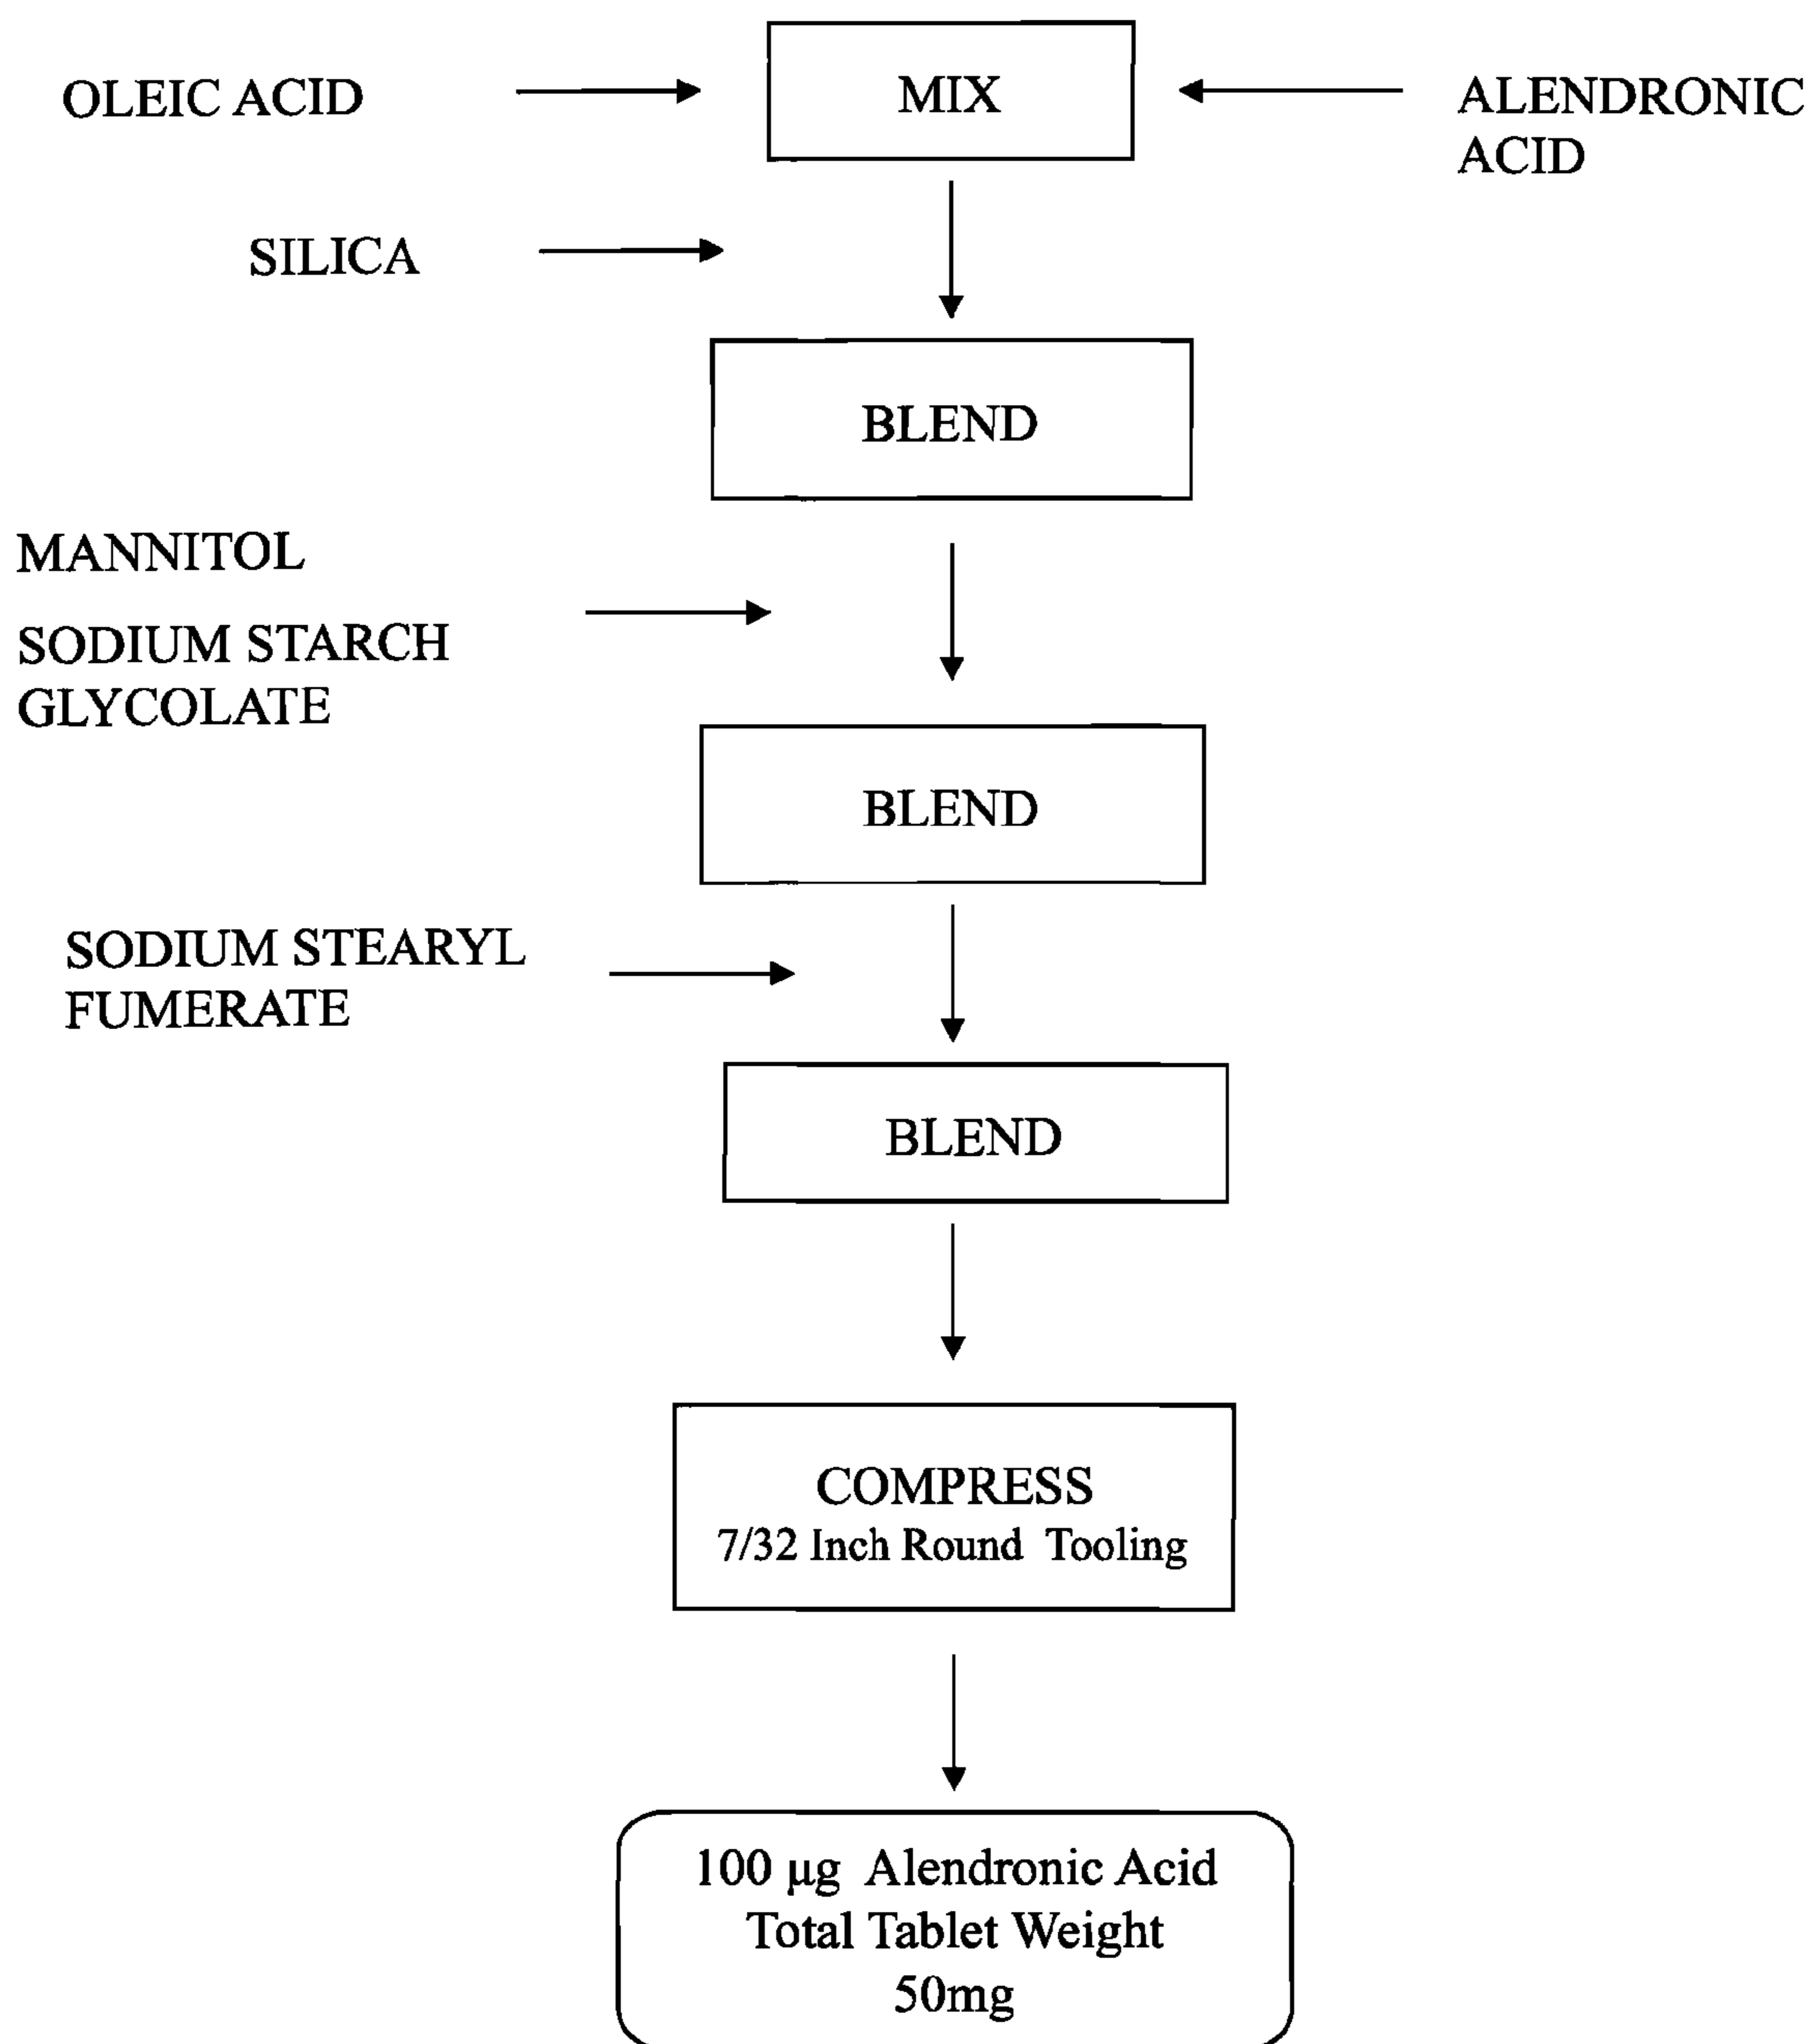 OLEIC ACID
MIX
ALENDRONIC
ACID
SILICA
BLEND
MANNITOL
SODIUM STARCH
GLYCOLATE
BLEND
SODIUM STEARYL
FUMERATE
BLEND
COMPRESS
7/32 Inch Round Tooling
100 µg Alendronic Acid
Total Tablet Weight
50mg